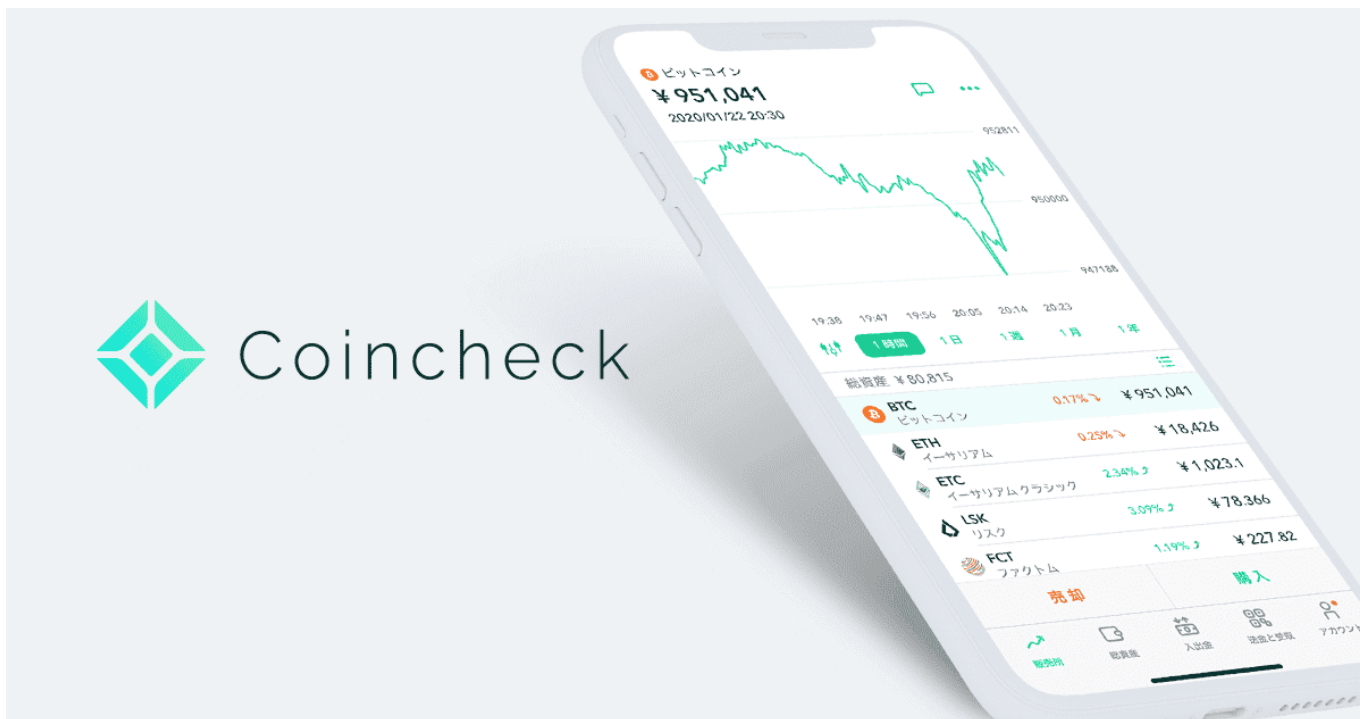 Coincheck
ビットコイン
¥951,041
2020/01/22 20:30
952811
950000
947188
19:38 19:47 19:56 20:05 20:14 20:23
1時間 1日 1週 1月 1年
総資産 ¥80,815
BTC 0.17% ¥951,041
ビットコイン
ETH 0.25% ¥18,426
イーサリアム
ETC 2.34% ¥1,023.1
イーサリアムクラシック
LSK 3.09% ¥78.366
リスク
FCT 1.19% ¥227.82
ファクトム
売却 購入
販売所 総資産 入出金 送金と受取 アカウント